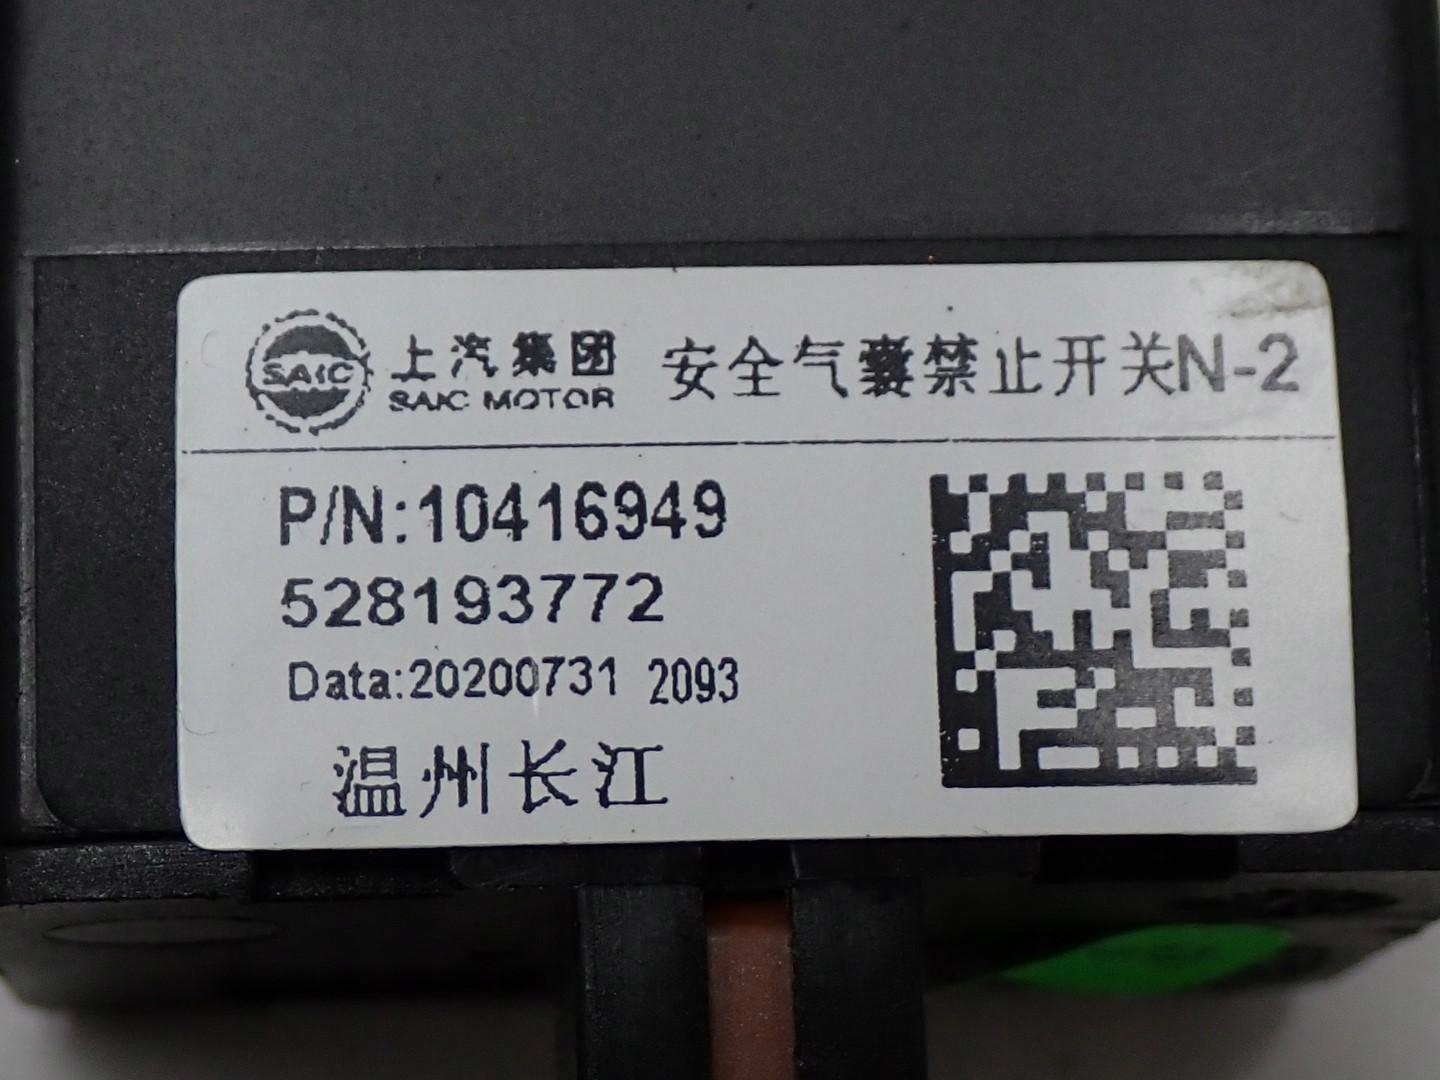 SAIC 上汽集团 安全气囊禁止开关N-2
SAIC MOTOR
P/N:10416949
528193772
Data:20200731 2093
温州长江